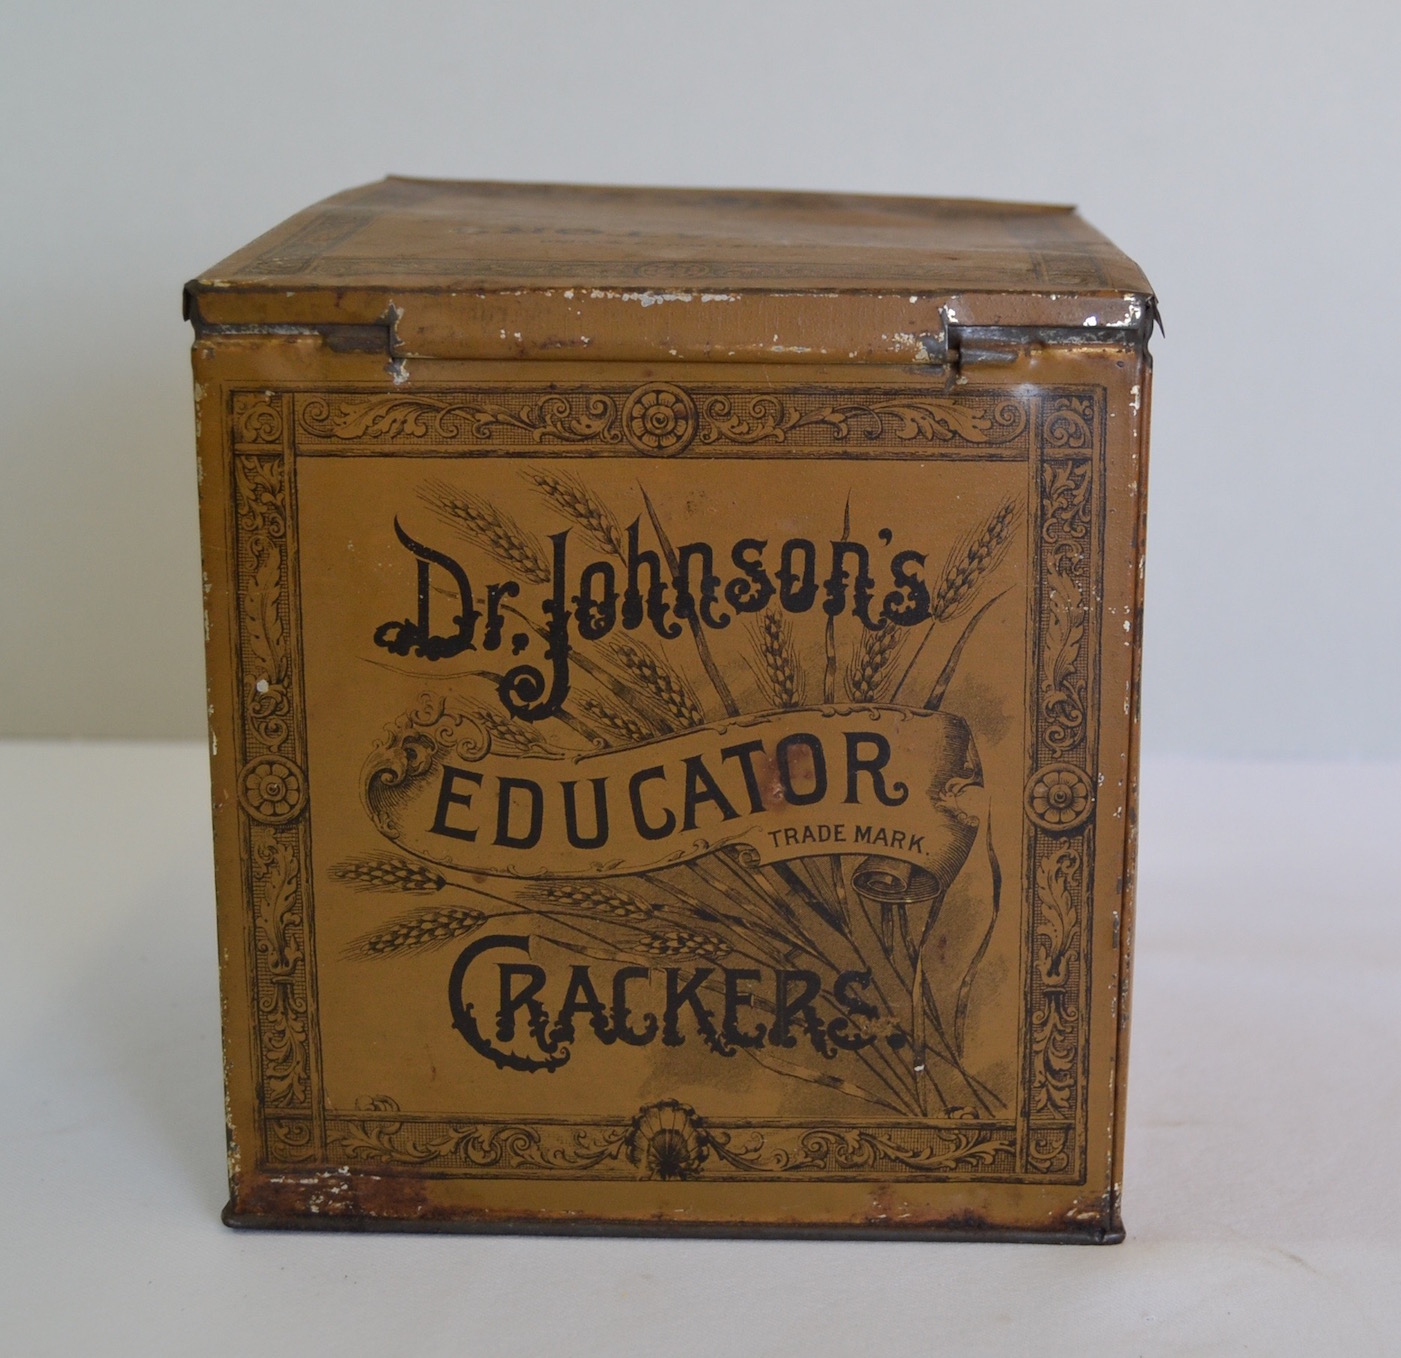 Dr. Johnson's
EDUCATOR
TRADE MARK.
CRACKERS.